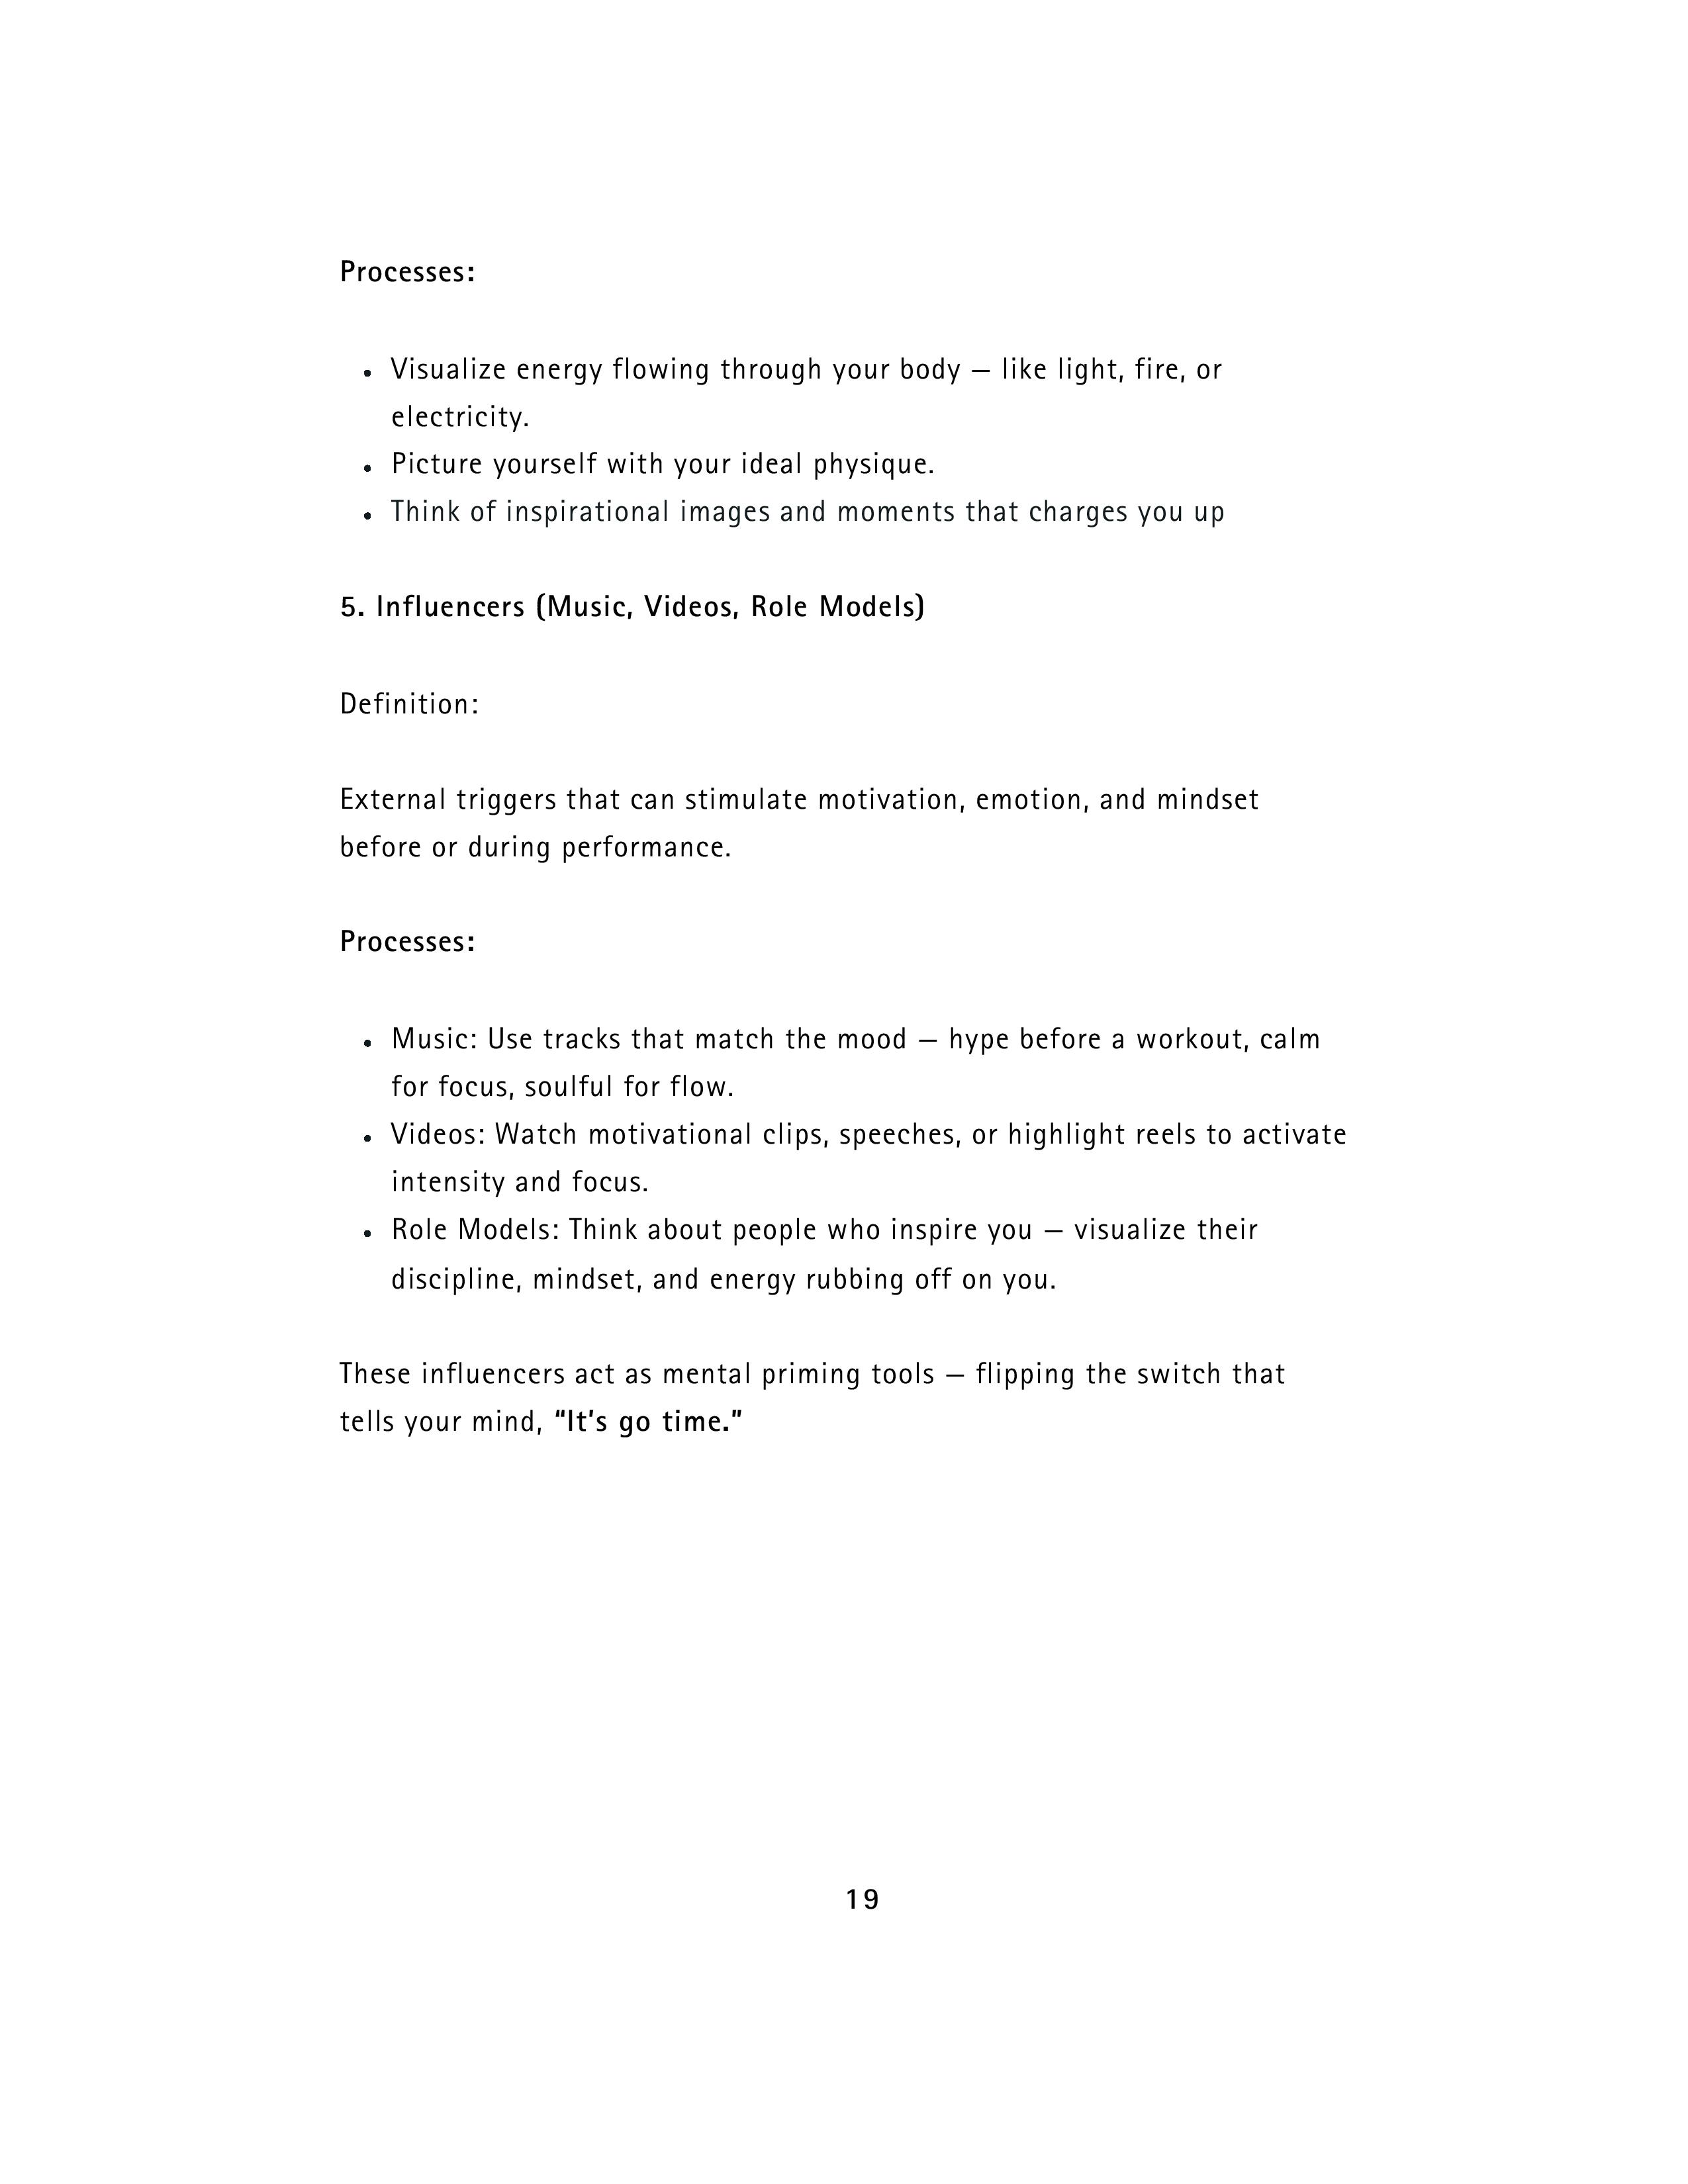 Processes:
• Visualize energy flowing through your body — like light, fire, or
electricity.
• Picture yourself with your ideal physique.
• Think of inspirational images and moments that charges you up
5. Influencers (Music, Videos, Role Models)
Definition:
External triggers that can stimulate motivation, emotion, and mindset
before or during performance.
Processes:
• Music: Use tracks that match the mood — hype before a workout, calm
for focus, soulful for flow.
• Videos: Watch motivational clips, speeches, or highlight reels to activate
intensity and focus.
• Role Models: Think about people who inspire you — visualize their
discipline, mindset, and energy rubbing off on you.
These influencers act as mental priming tools — flipping the switch that
tells your mind, “It’s go time.”
19